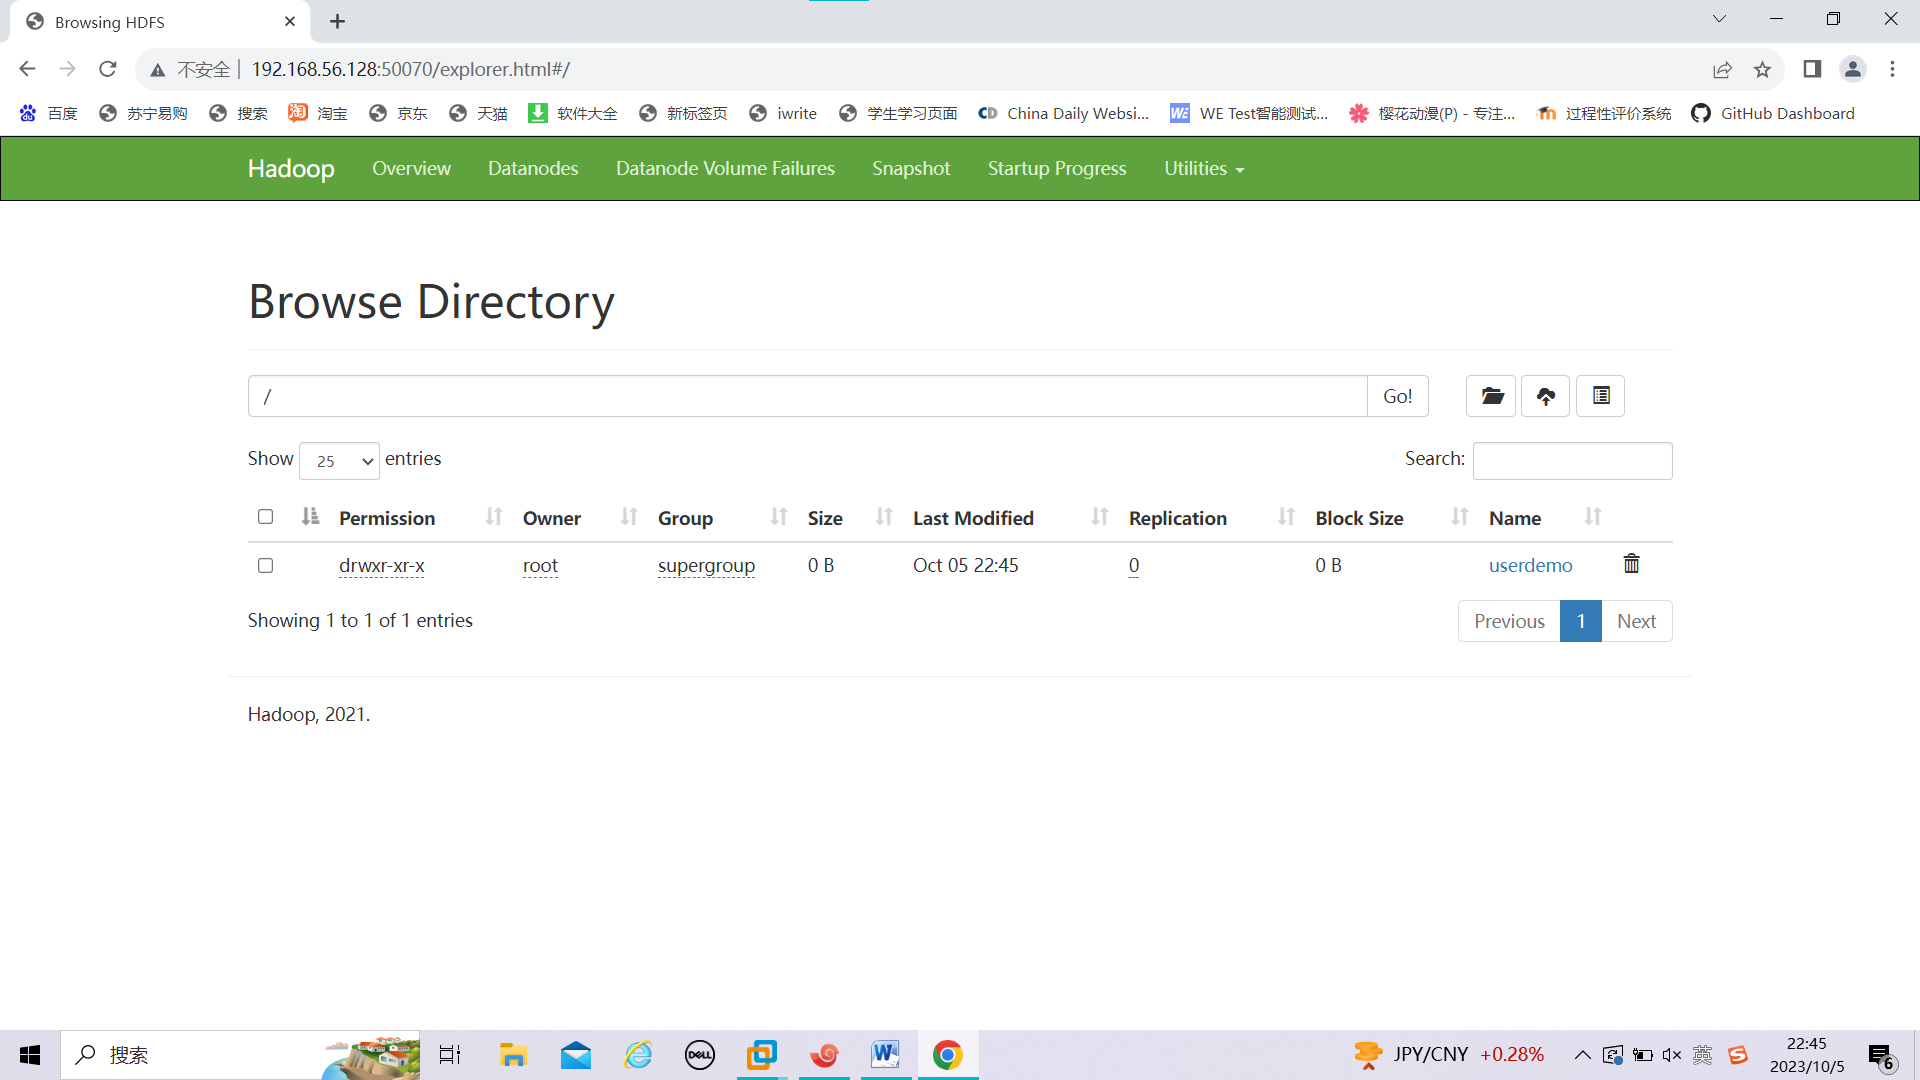 Browsing HDFS
不安全 192.168.56.128:50070/explorer.html#/
百度 苏宁易购 搜索 淘宝 京东 天猫 软件大全 新标签页 iwrite 学生学习页面 China Daily Websi... WE Test智能测试... 樱花动漫(P) - 专注... 过程性评价系统 GitHub Dashboard
Hadoop Overview Datanodes Datanode Volume Failures Snapshot Startup Progress Utilities
Browse Directory
/ Go!
Show 25 entries Search:
Permission Owner Group Size Last Modified Replication Block Size Name
drwxr-xr-x root supergroup 0 B Oct 05 22:45 0 0 B userdemo
Showing 1 to 1 of 1 entries Previous 1 Next
Hadoop, 2021.
搜索 JPY/CNY +0.28% 英 22:45
2023/10/5 6